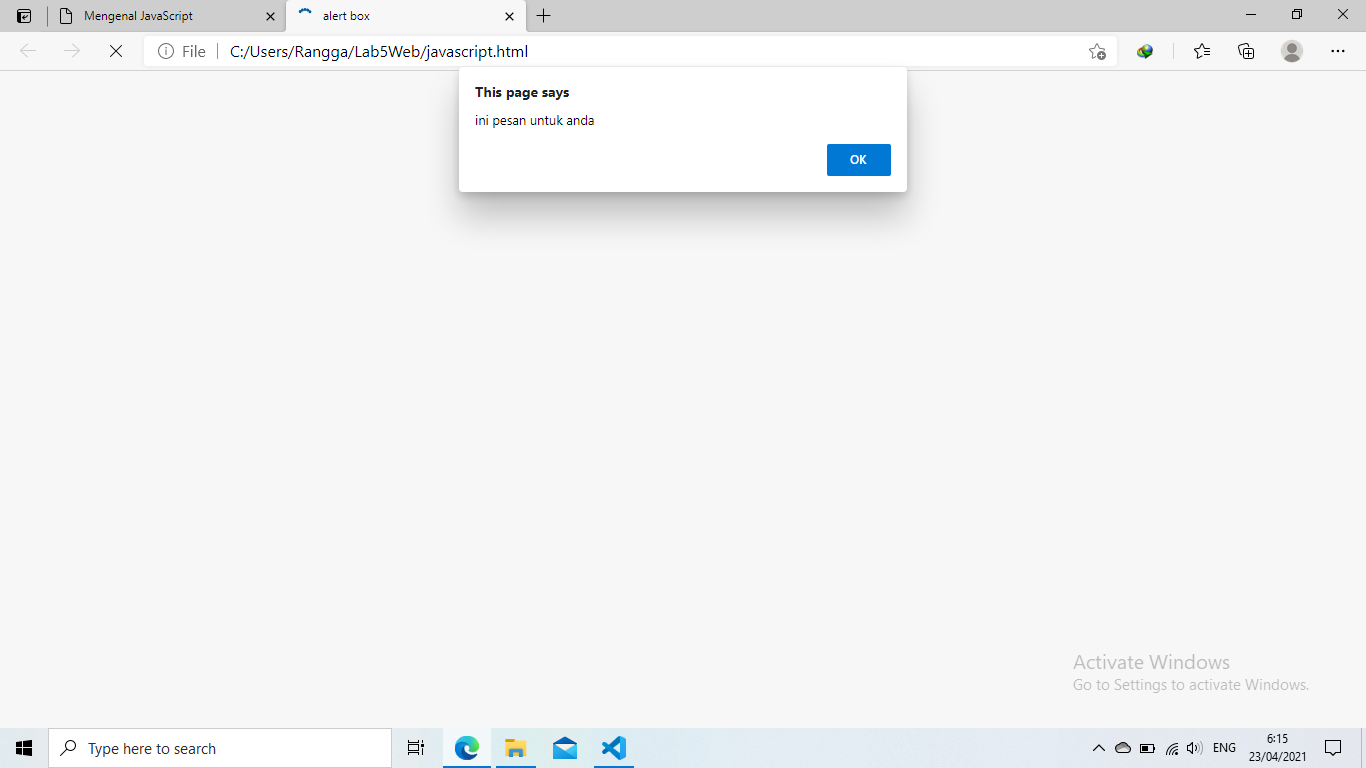 Mengenal JavaScript
alert box
File
C:/Users/Rangga/Lab5Web/javascript.html
This page says
ini pesan untuk anda
OK
Activate Windows
Go to Settings to activate Windows.
Type here to search
ENG
6:15
23/04/2021